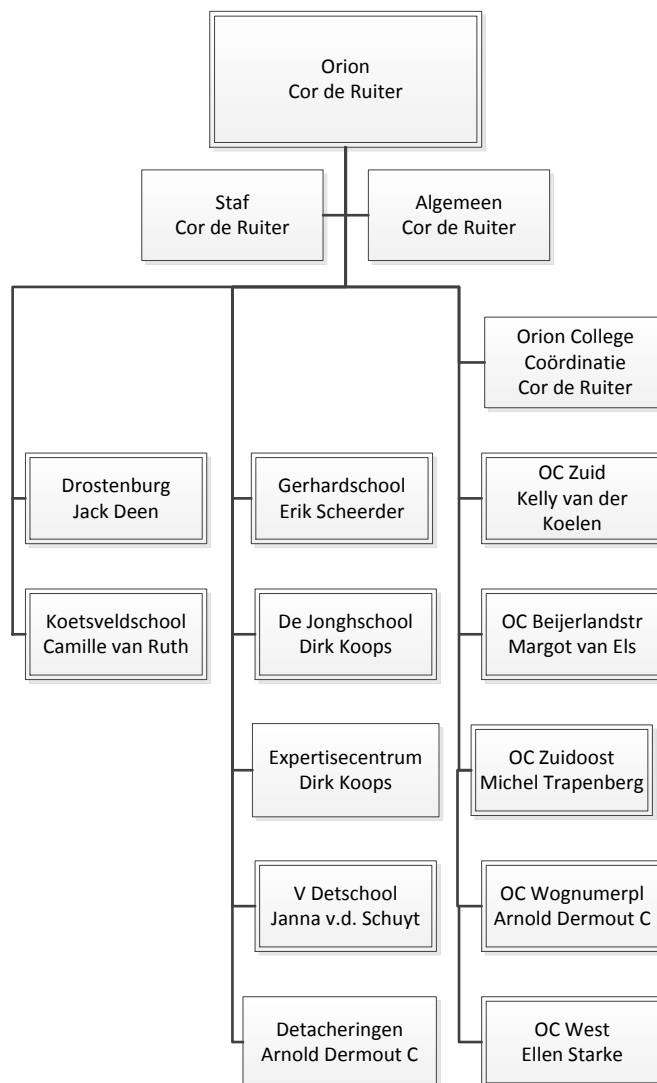 Orion
Cor de Ruiter
Staf
Cor de Ruiter
Algemeen
Cor de Ruiter
Orion College
Coördinatie
Cor de Ruiter
Drostenburg
Jack Deen
Gerhardschool
Erik Scheerder
OC Zuid
Kelly van der
Koelen
Koetsveldschool
Camille van Ruth
De Jonghschool
Dirk Koops
OC Beijerlandstr
Margot van Els
Expertisecentrum
Dirk Koops
OC Zuidoost
Michel Trapenberg
V Detschool
Janna v.d. Schuyt
OC Wognumerpl
Arnold Dermout C
Detacheringen
Arnold Dermout C
OC West
Ellen Starke